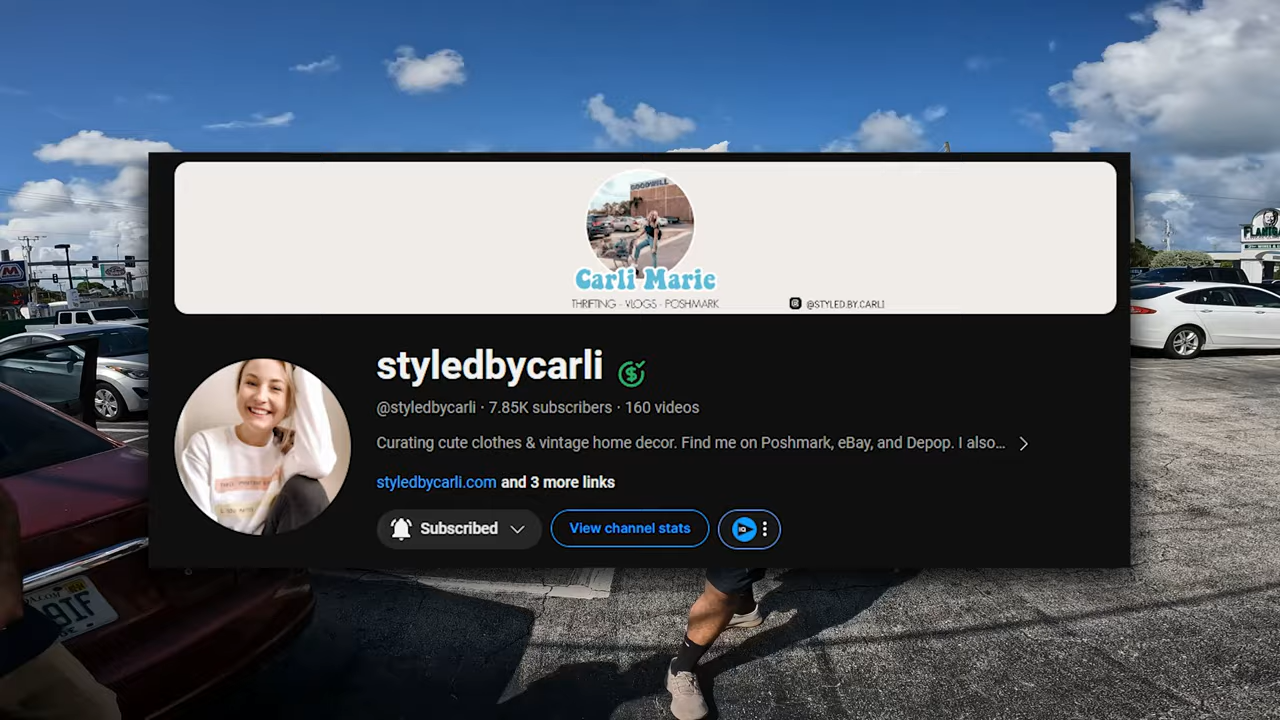 GOODWILL
Carli Marie
THRIFTING - VLOGS - POSHMARK
@STYLED.BY.CARLI
styledbycarli
@styledbycarli · 7.85K subscribers · 160 videos
Curating cute clothes & vintage home decor. Find me on Poshmark, eBay, and Depop. I also...
styledbycarli.com and 3 more links
Subscribed
View channel stats